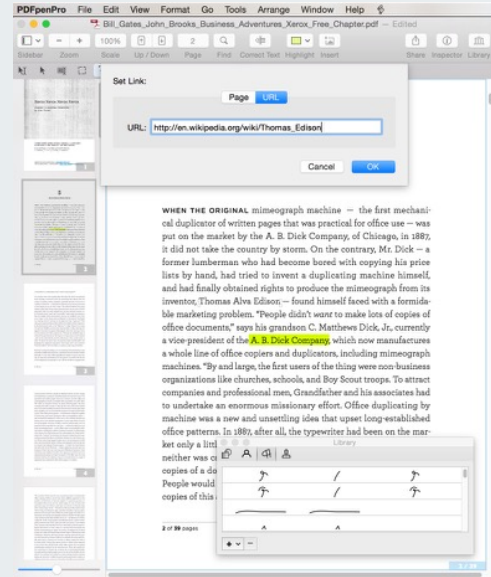 PDFpenPro File Edit View Format Go Tools Arrange Window Help
Bill_Gates_John_Brooks_Business_Adventures_Xerox_Free_Chapter.pdf — Edited
100% 2
Sidebar Zoom Scale Up / Down Page Find Correct Text Highlight Insert Share Inspector Library
Set Link:
Page URL
URL: http://en.wikipedia.org/wiki/Thomas_Edison
Cancel OK
WHEN THE ORIGINAL mimeograph machine — the first mechani-
cal duplicator of written pages that was practical for office use — was
put on the market by the A. B. Dick Company, of Chicago, in 1887,
it did not take the country by storm. On the contrary, Mr. Dick — a
former lumberman who had become bored with copying his price
lists by hand, had tried to invent a duplicating machine himself,
and had finally obtained rights to produce the mimeograph from its
inventor, Thomas Alva Edison — found himself faced with a formida-
ble marketing problem. "People didn't want to make lots of copies of
office documents," says his grandson C. Matthews Dick, Jr., currently
a vice-president of the A. B. Dick Company, which now manufactures
a whole line of office copiers and duplicators, including mimeograph
machines. "By and large, the first users of the thing were non-business
organizations like churches, schools, and Boy Scout troops. To attract
companies and professional men, Grandfather and his associates had
to undertake an enormous missionary effort. Office duplicating by
machine was a new and unsettling idea that upset long-established
office patterns. In 1887, after all, the typewriter had been on the mar-
ket only a littl
neither was c
copies of a do
People would
copies of this
Library
2 of 39 pages